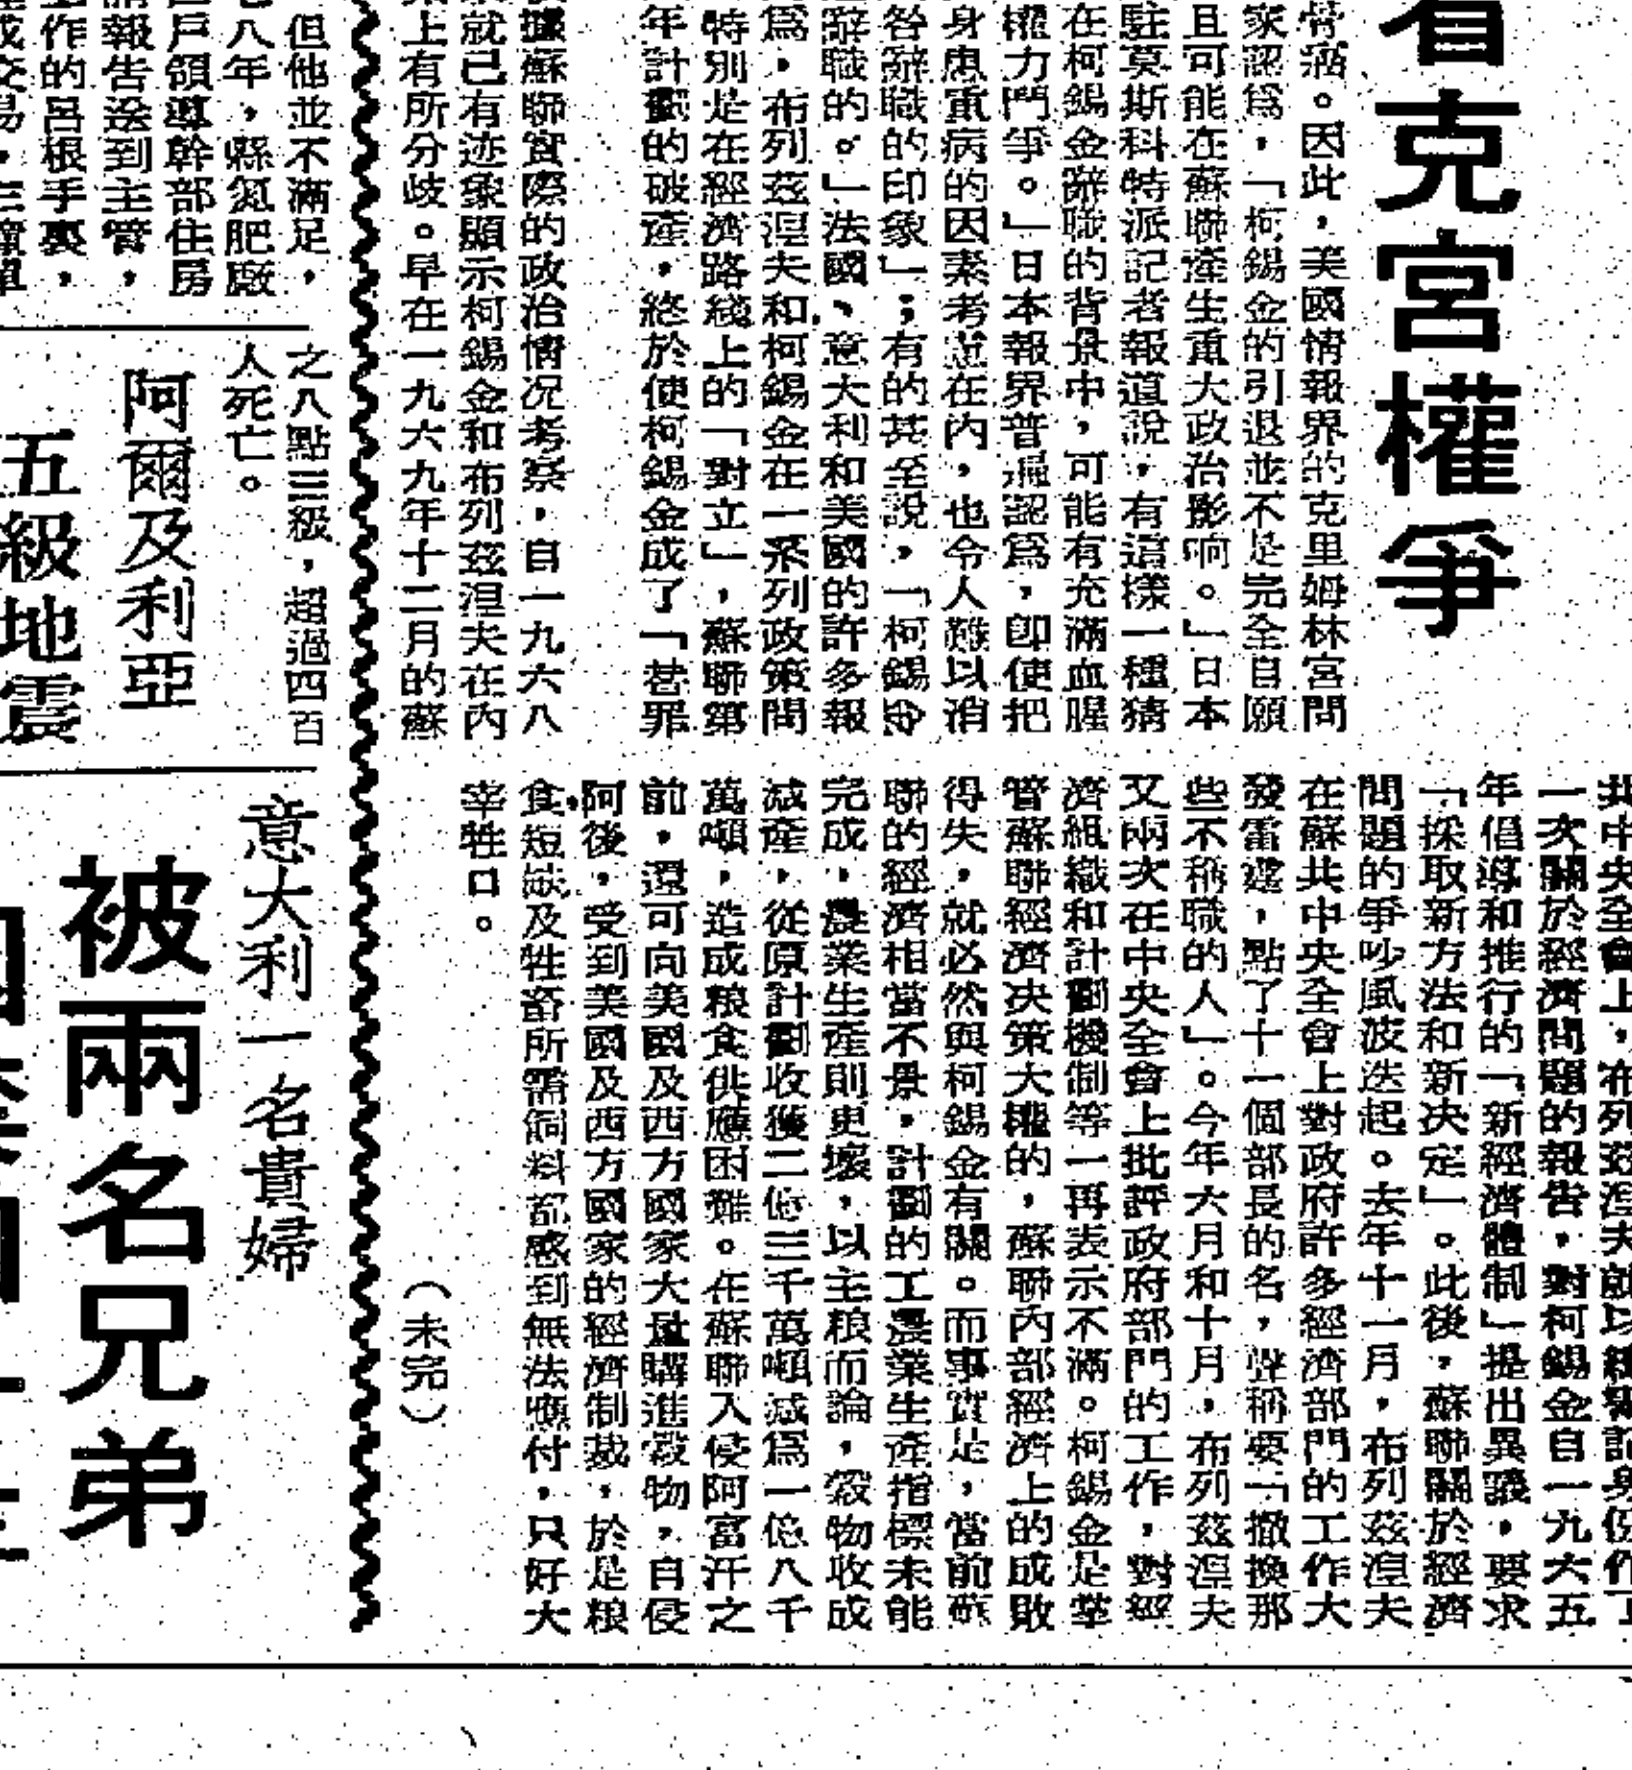 克宮權爭
骨病。因此，美國情報界的克里姆林宮問
家認爲，「柯錫金的引退並不是完全自願
且可能在蘇聯產生重大政治影响。」日本
駐莫斯科特派記者報道說，有這樣一種猜
在柯錫金辭職的背景中，可能有充滿血腥
權力鬥爭。」日本報界普遍認爲，卽使把
身患重病的因素考慮在內，也令人難以消
咎辭職的印象」；有的甚至說，「柯錫金
辭職的。」法國、意大利和美國的許多報
爲，布列茲涅夫和柯錫金在一系列政策問
特別是在經濟路綫上的「對立」，蘇聯第
年計劃的破產，終於使柯錫金成了「替罪
據蘇聯實際的政治情况考察，自一九六八
就已有迹象顯示柯錫金和布列茲涅夫在內
上有所分歧。早在一九六九年十二月的蘇
共中央全會上，布列茲涅夫就以總書記身份作了
一次關於經濟問題的報告，對柯錫金自一九六五
年倡導和推行的「新經濟體制」提出異議，要求
「採取新方法和新决定」。此後，蘇聯關於經濟
問題的爭吵風波迭起。去年十一月，布列茲湼夫
在蘇共中央全會上對政府許多經濟部門的工作大
發雷霆，點了十一個部長的名，聲稱要「撤換那
些不稱職的人」。今年六月和十月，布列茲湼夫
又兩次在中央全會上批評政府部門的工作，對經
濟組織和計劃機制等一再表示不滿。柯錫金是掌
管蘇聯經濟决策大權的，蘇聯內部經濟上的成敗
得失，就必然與柯錫金有關。而事實是，當前蘇
聯的經濟相當不景，計劃的工農業生產指標未能
完成，農業生產則更壞，以主粮而論，穀物收成
减產，從原計劃收獲二億三千萬噸减爲一億八千
萬噸，造成粮食供應困難。在蘇聯入侵阿富汗之
前，還可向美國及西方國家大量購進穀物，自侵
阿後，受到美國及西方國家的經濟制裁，於是粮
食短缺及牲畜所需飼料都感到無法應付，只好大
宰牲口。
（未完）
但他並不滿足，
八年，縣氮肥廠
戶領導幹部住房
報告送到主管，
作的呂根手裏，
之八點三級，超過四百
人死亡。
阿爾及利亞
五級地震
意大利一名貴婦
被兩名兄弟